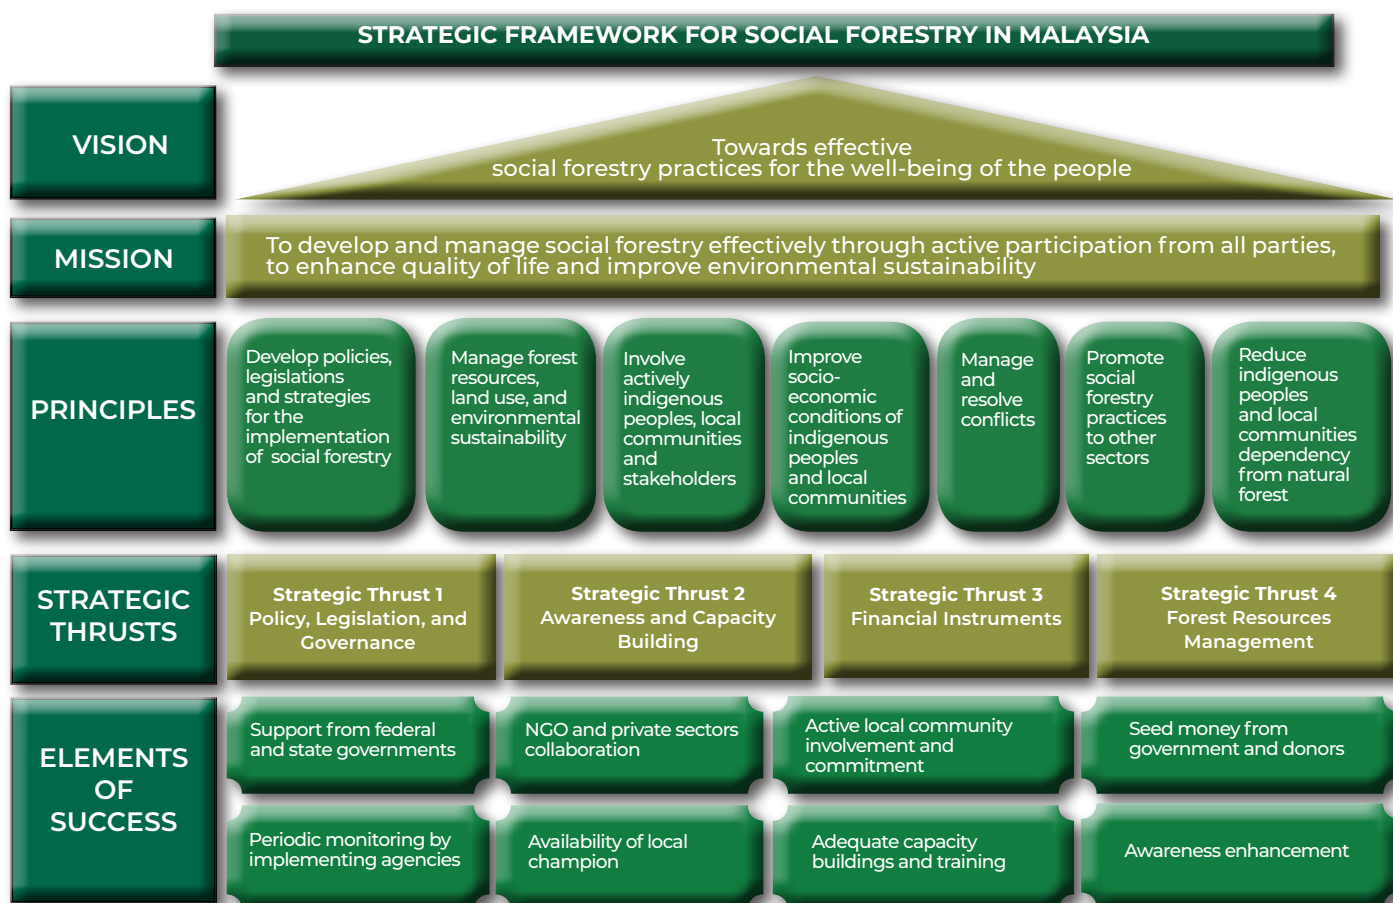 STRATEGIC FRAMEWORK FOR SOCIAL FORESTRY IN MALAYSIA
VISION
Towards effective
social forestry practices for the well-being of the people
MISSION
To develop and manage social forestry effectively through active participation from all parties,
to enhance quality of life and improve environmental sustainability
PRINCIPLES
Develop policies,
legislations
and strategies
for the
implementation
of social forestry
Manage forest
resources,
land use, and
environmental
sustainability
Involve
actively
indigenous
peoples, local
communities
and
stakeholders
Improve
socio-
economic
conditions of
indigenous
peoples
and local
communities
Manage
and
resolve
conflicts
Promote
social
forestry
practices
to other
sectors
Reduce
indigenous
peoples
and local
communities
dependency
from natural
forest
STRATEGIC
THRUSTS
Strategic Thrust 1
Policy, Legislation, and
Governance
Strategic Thrust 2
Awareness and Capacity
Building
Strategic Thrust 3
Financial Instruments
Strategic Thrust 4
Forest Resources
Management
ELEMENTS
OF
SUCCESS
Support from federal
and state governments
NGO and private sectors
collaboration
Active local community
involvement and
commitment
Seed money from
government and donors
Periodic monitoring by
implementing agencies
Availability of local
champion
Adequate capacity
buildings and training
Awareness enhancement